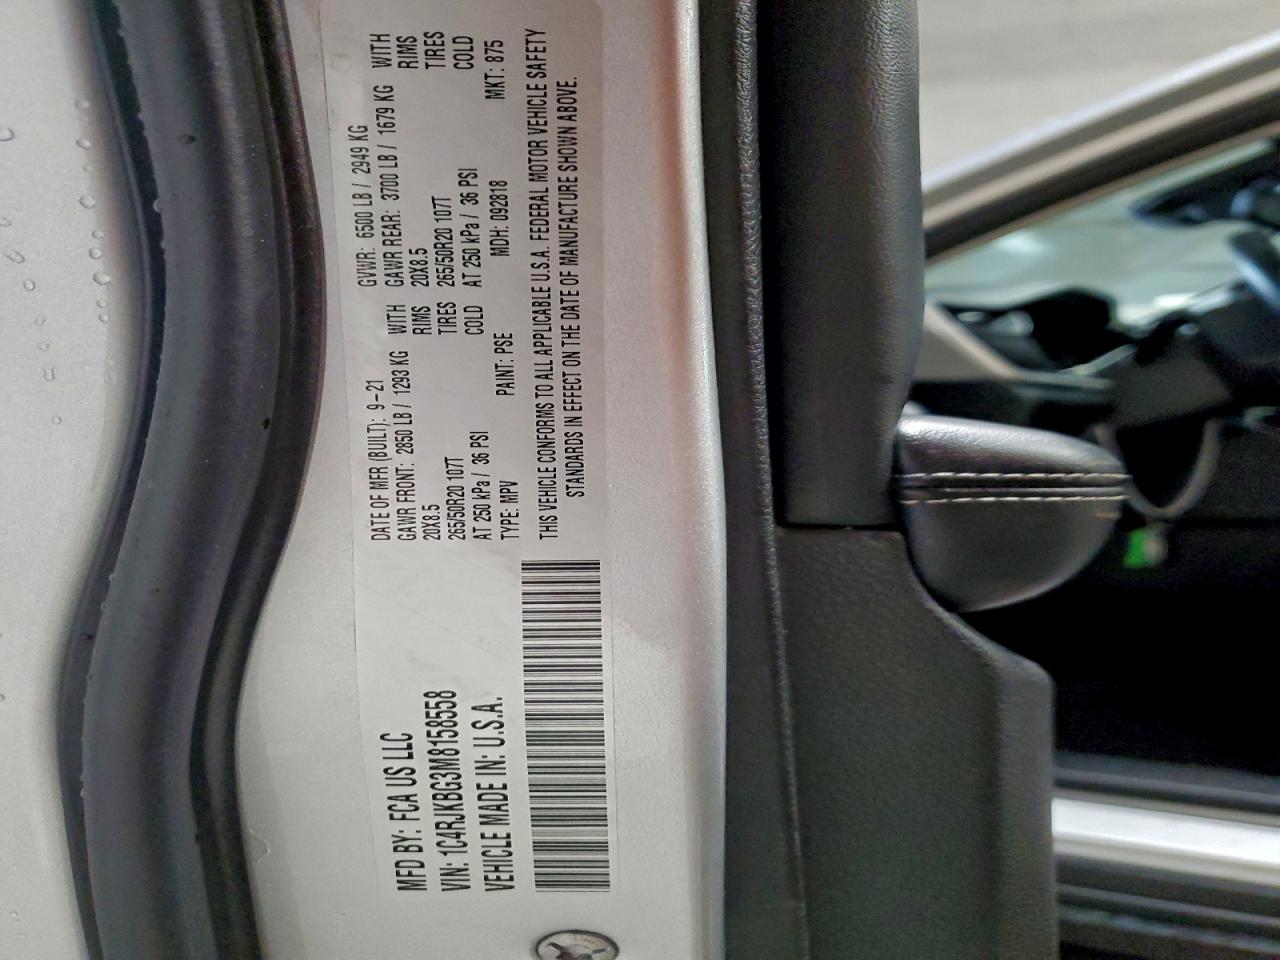 MFD BY: FCA US LLC
VIN: 1C4RJKBG3M8158558
VEHICLE MADE IN: U.S.A.
DATE OF MFR (BUILT): 9-21 GVWR: 6500 LB / 2949 KG
GAWR FRONT: 2850 LB / 1293 KG WITH GAWR REAR: 3700 LB / 1679 KG WITH
20X8.5 RIMS 20X8.5 RIMS
265/50R20 107T TIRES 265/50R20 107T TIRES
AT 250 kPa / 36 PSI COLD AT 250 kPa / 36 PSI COLD
TYPE: MPV PAINT: PSE MDH: 092818 MKT: 875
THIS VEHICLE CONFORMS TO ALL APPLICABLE U.S.A. FEDERAL MOTOR VEHICLE SAFETY
STANDARDS IN EFFECT ON THE DATE OF MANUFACTURE SHOWN ABOVE.